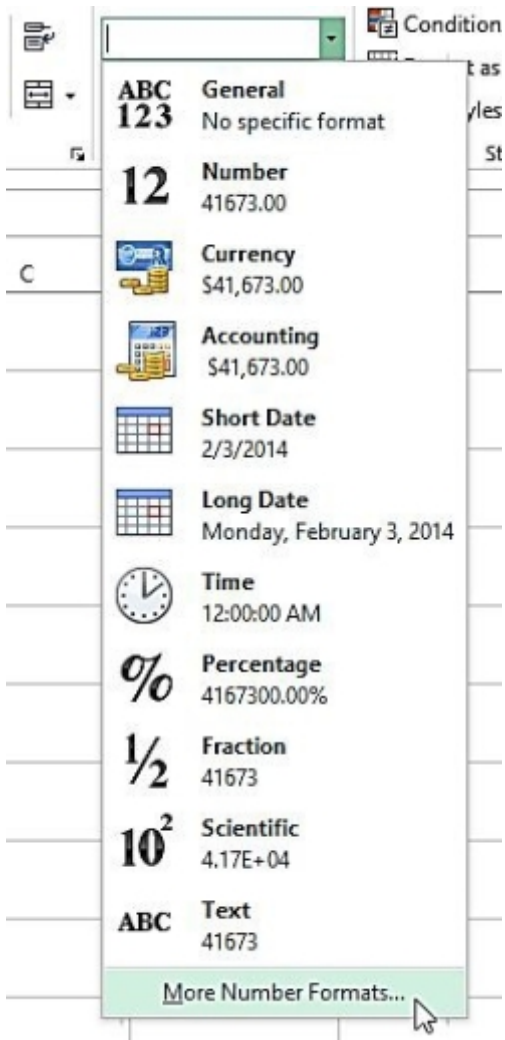 Condition
t as
yles
St
C
ABC
123
General
No specific format
12
Number
41673.00
Currency
$41,673.00
123
Accounting
$41,673.00
Short Date
2/3/2014
Long Date
Monday, February 3, 2014
Time
12:00:00 AM
%
Percentage
4167300.00%
1/2
Fraction
41673
10²
Scientific
4.17E+04
ABC
Text
41673
More Number Formats...